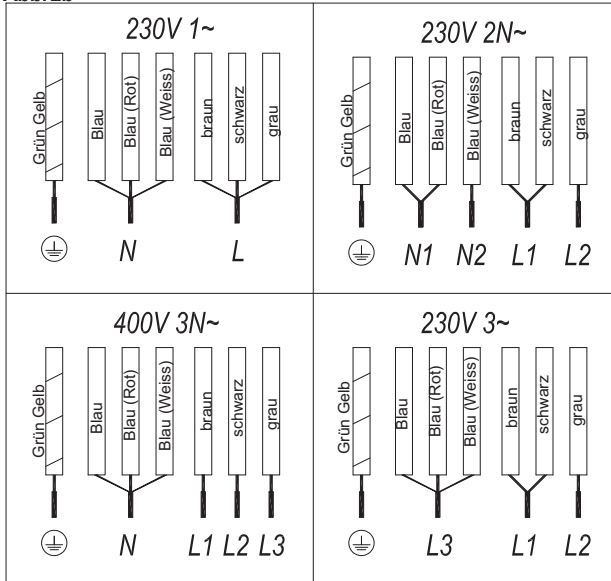 230V 1~
Grün Gelb
Blau
Blau (Rot)
Blau (Weiss)
braun
schwarz
grau
N
L
230V 2N~
Grün Gelb
Blau
Blau (Rot)
Blau (Weiss)
braun
schwarz
grau
N1
N2
L1
L2
400V 3N~
Grün Gelb
Blau
Blau (Rot)
Blau (Weiss)
braun
schwarz
grau
N
L1
L2
L3
230V 3~
Grün Gelb
Blau
Blau (Rot)
Blau (Weiss)
braun
schwarz
grau
L3
L1
L2